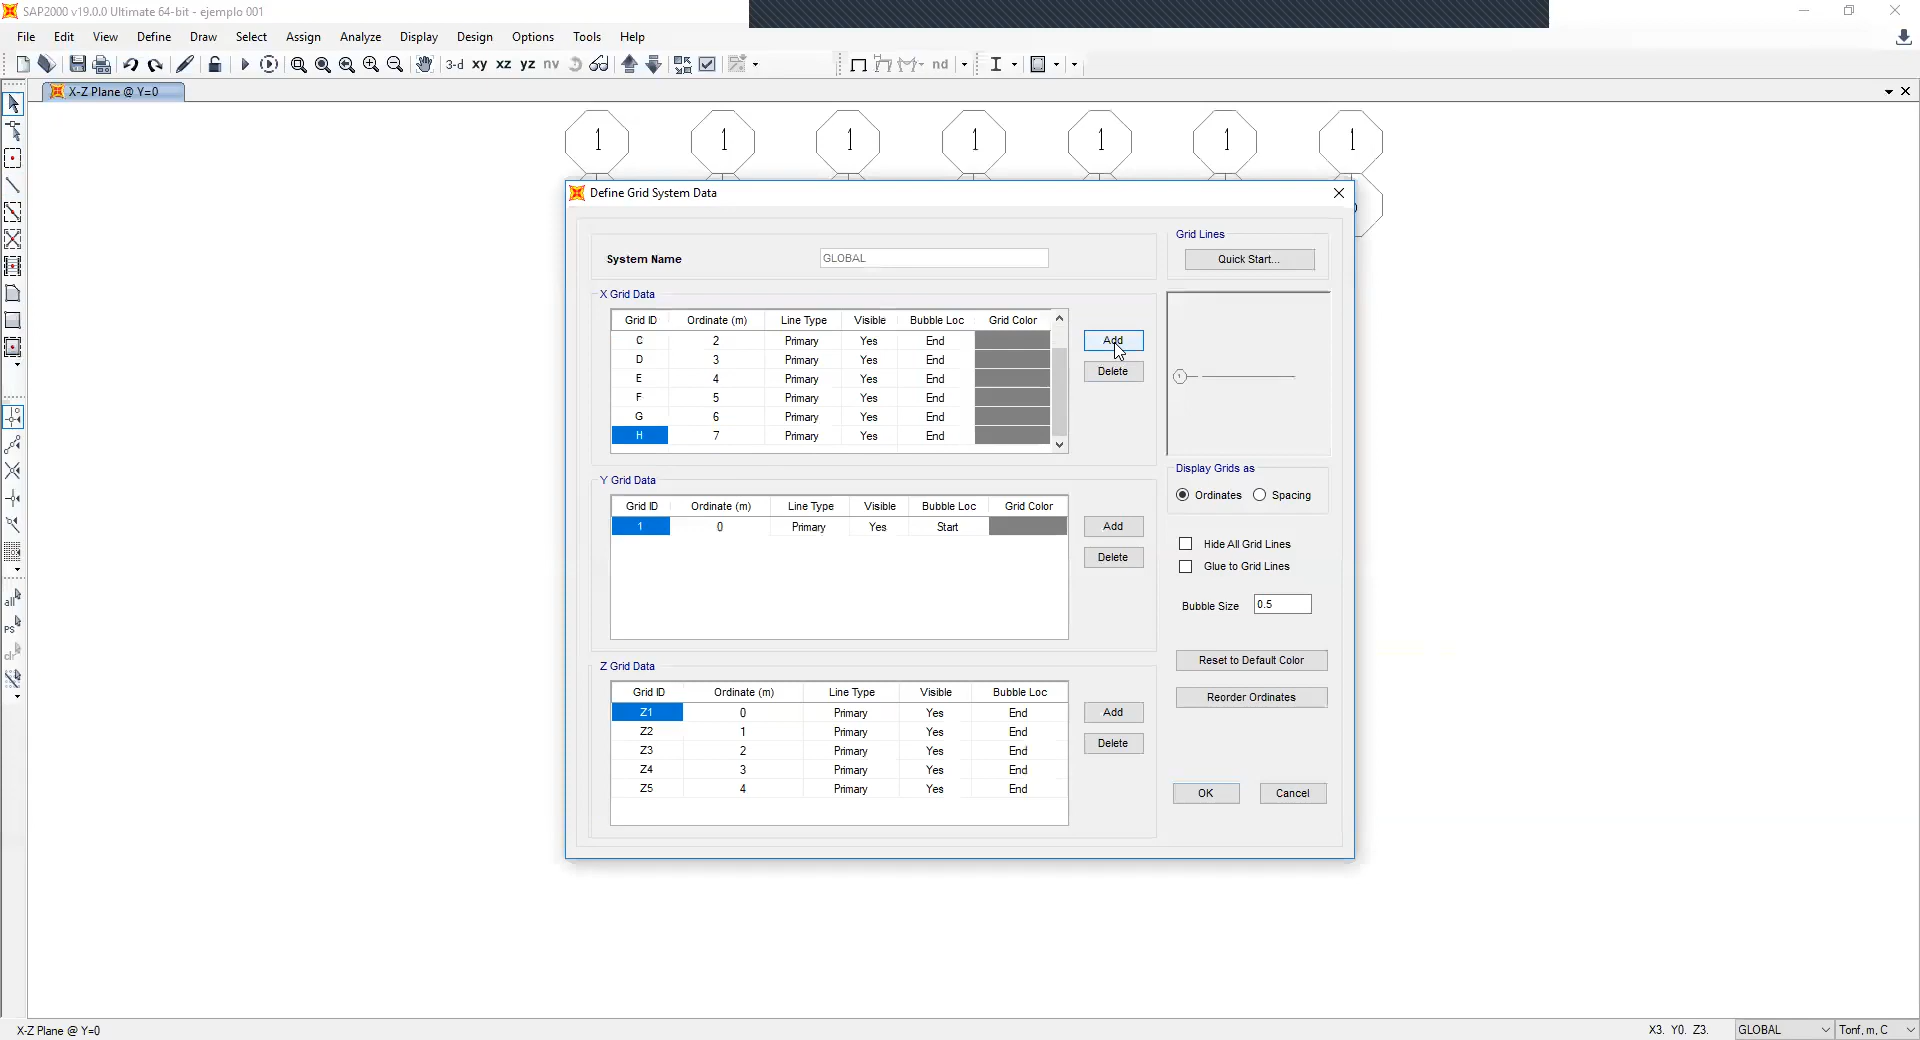 SAP2000 v19.0.0 Ultimate 64-bit - ejemplo 001
File Edit View Define Draw Select Assign Analyze Display Design Options Tools Help
3-d xy xz yz nv nd
X-Z Plane @ Y=0
1 1 1 1 1 1 1
Define Grid System Data
System Name GLOBAL
Grid Lines
Quick Start...
X Grid Data
Grid ID Ordinate (m) Line Type Visible Bubble Loc Grid Color
C 2 Primary Yes End
D 3 Primary Yes End
E 4 Primary Yes End
F 5 Primary Yes End
G 6 Primary Yes End
H 7 Primary Yes End
Add
Delete
1
Y Grid Data
Grid ID Ordinate (m) Line Type Visible Bubble Loc Grid Color
1 0 Primary Yes Start
Add
Delete
Display Grids as
Ordinates Spacing
Hide All Grid Lines
Glue to Grid Lines
Bubble Size 0.5
Reset to Default Color
Reorder Ordinates
Z Grid Data
Grid ID Ordinate (m) Line Type Visible Bubble Loc
Z1 0 Primary Yes End
Z2 1 Primary Yes End
Z3 2 Primary Yes End
Z4 3 Primary Yes End
Z5 4 Primary Yes End
Add
Delete
OK Cancel
all
PS
clr
X-Z Plane @ Y=0
X3. Y0. Z3. GLOBAL Tonf, m, C